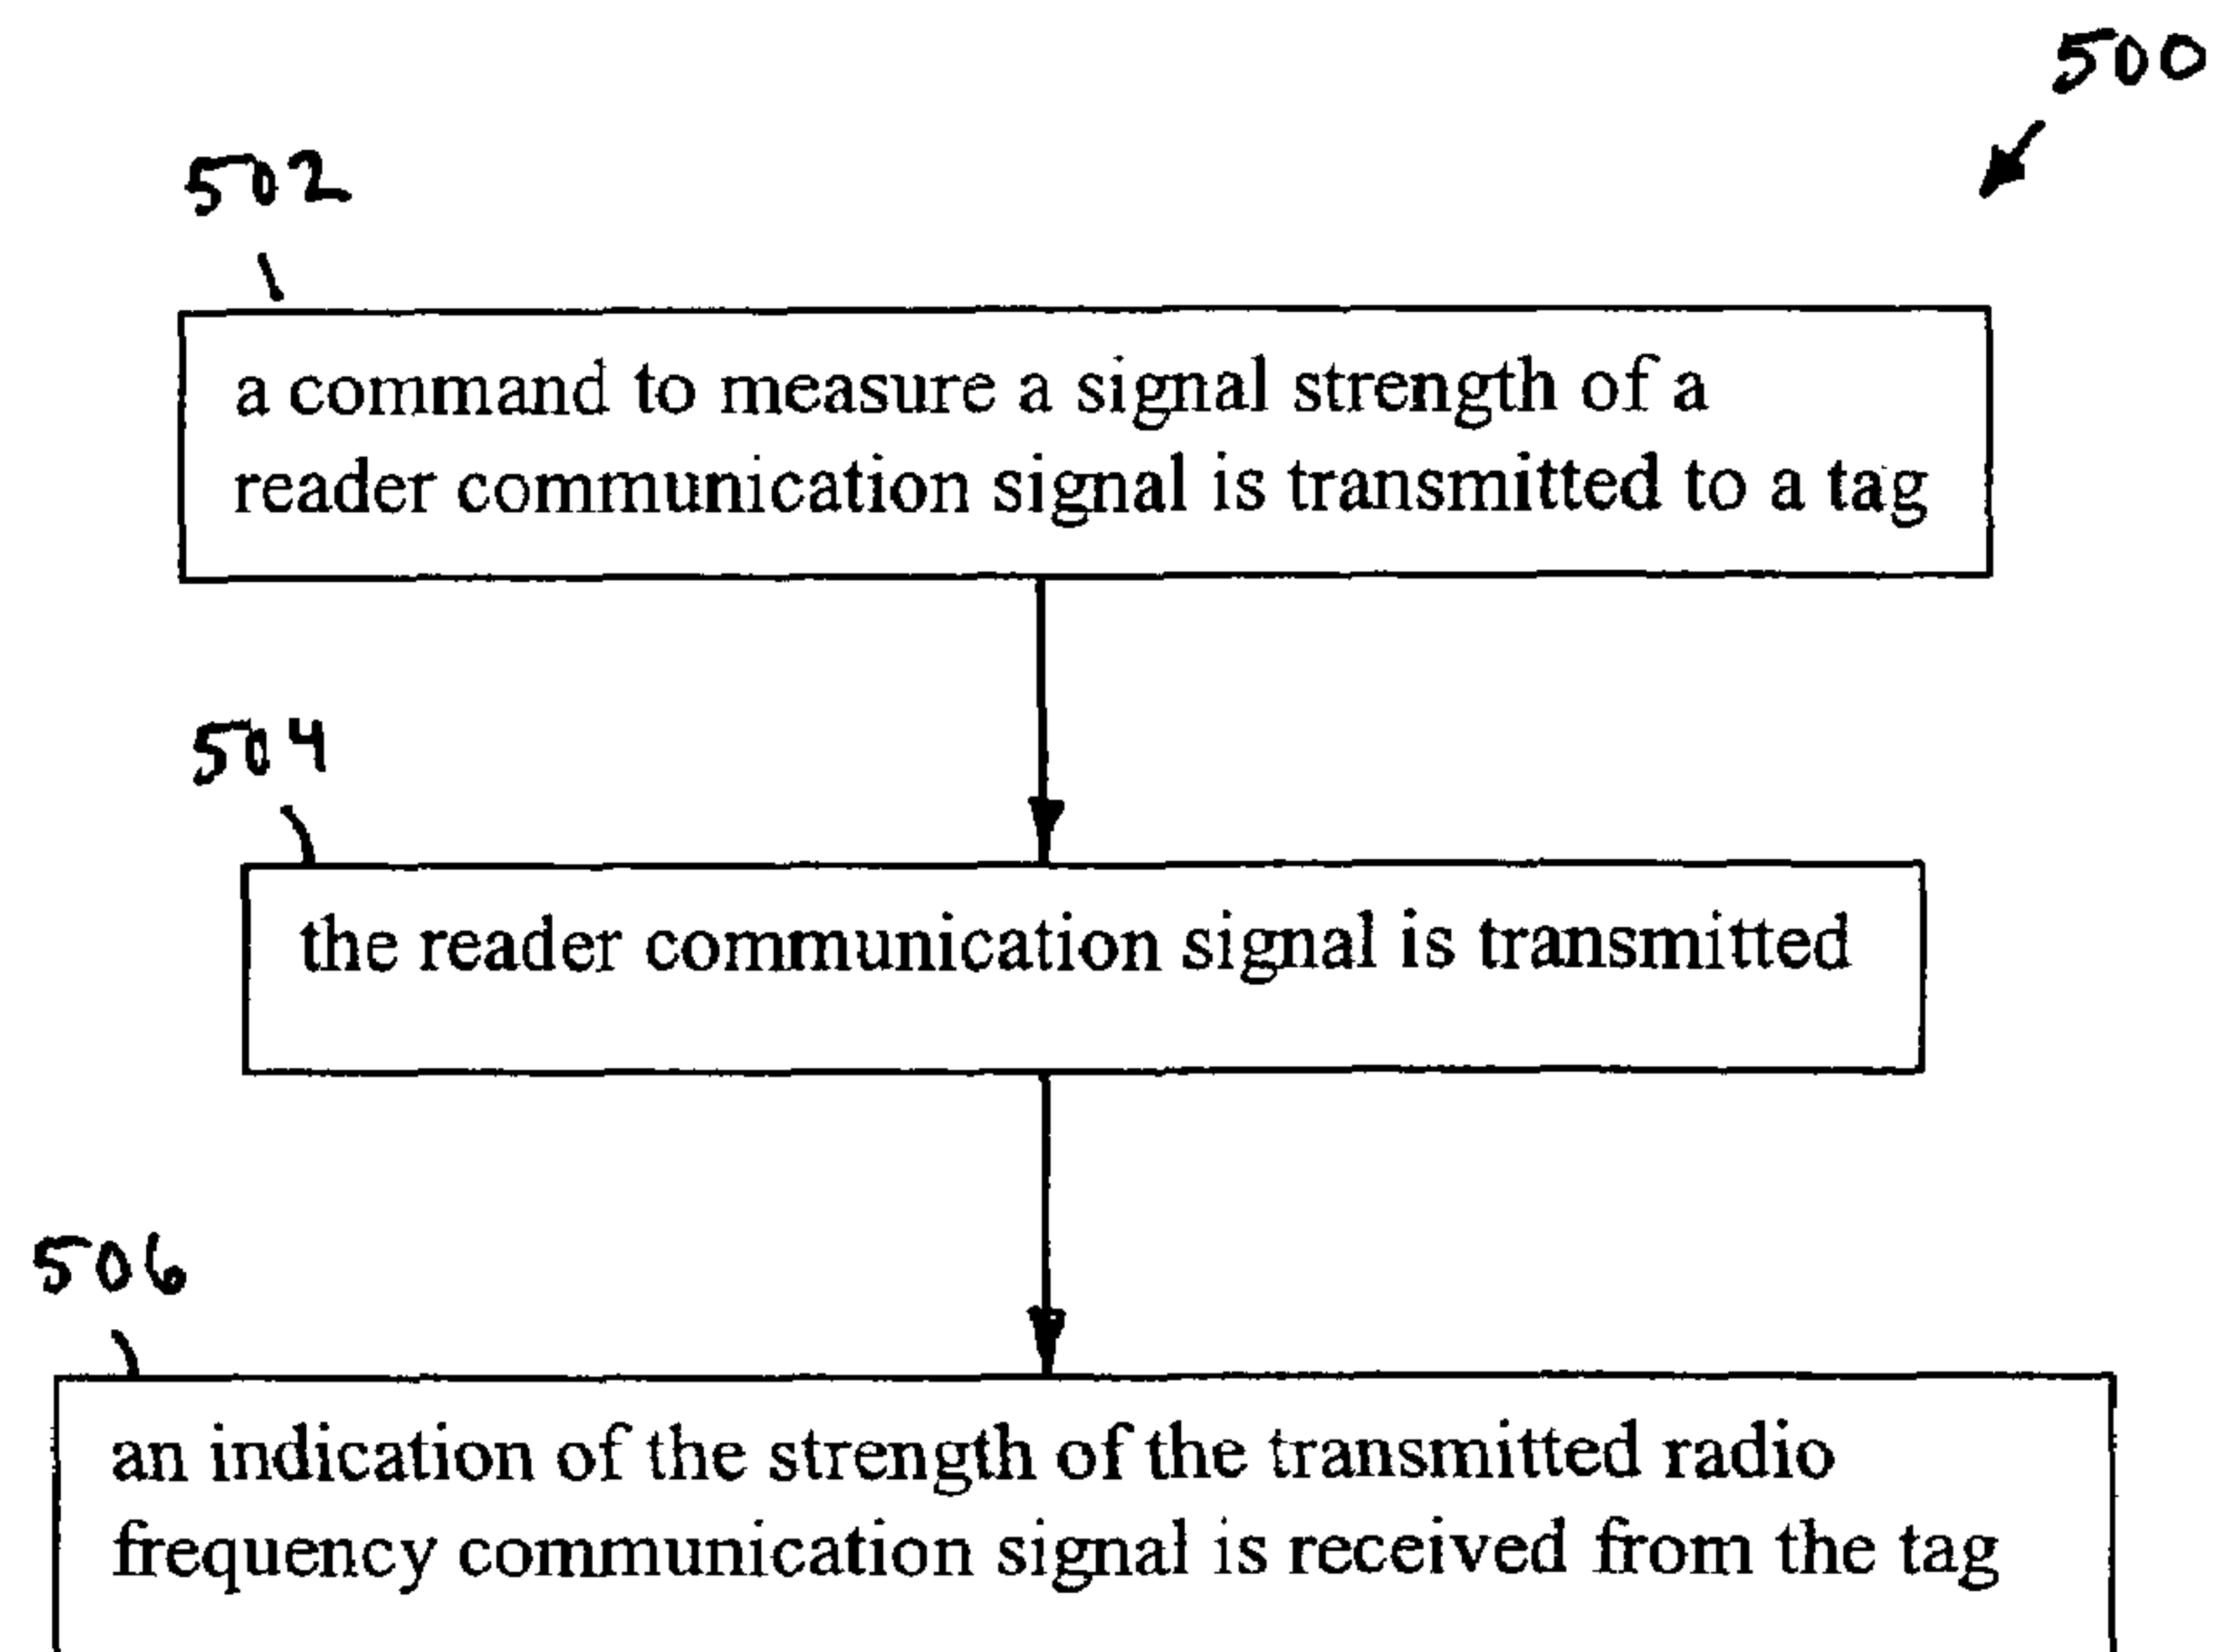 500
502
a command to measure a signal strength of a
reader communication signal is transmitted to a tag
504
the reader communication signal is transmitted
506
an indication of the strength of the transmitted radio
frequency communication signal is received from the tag